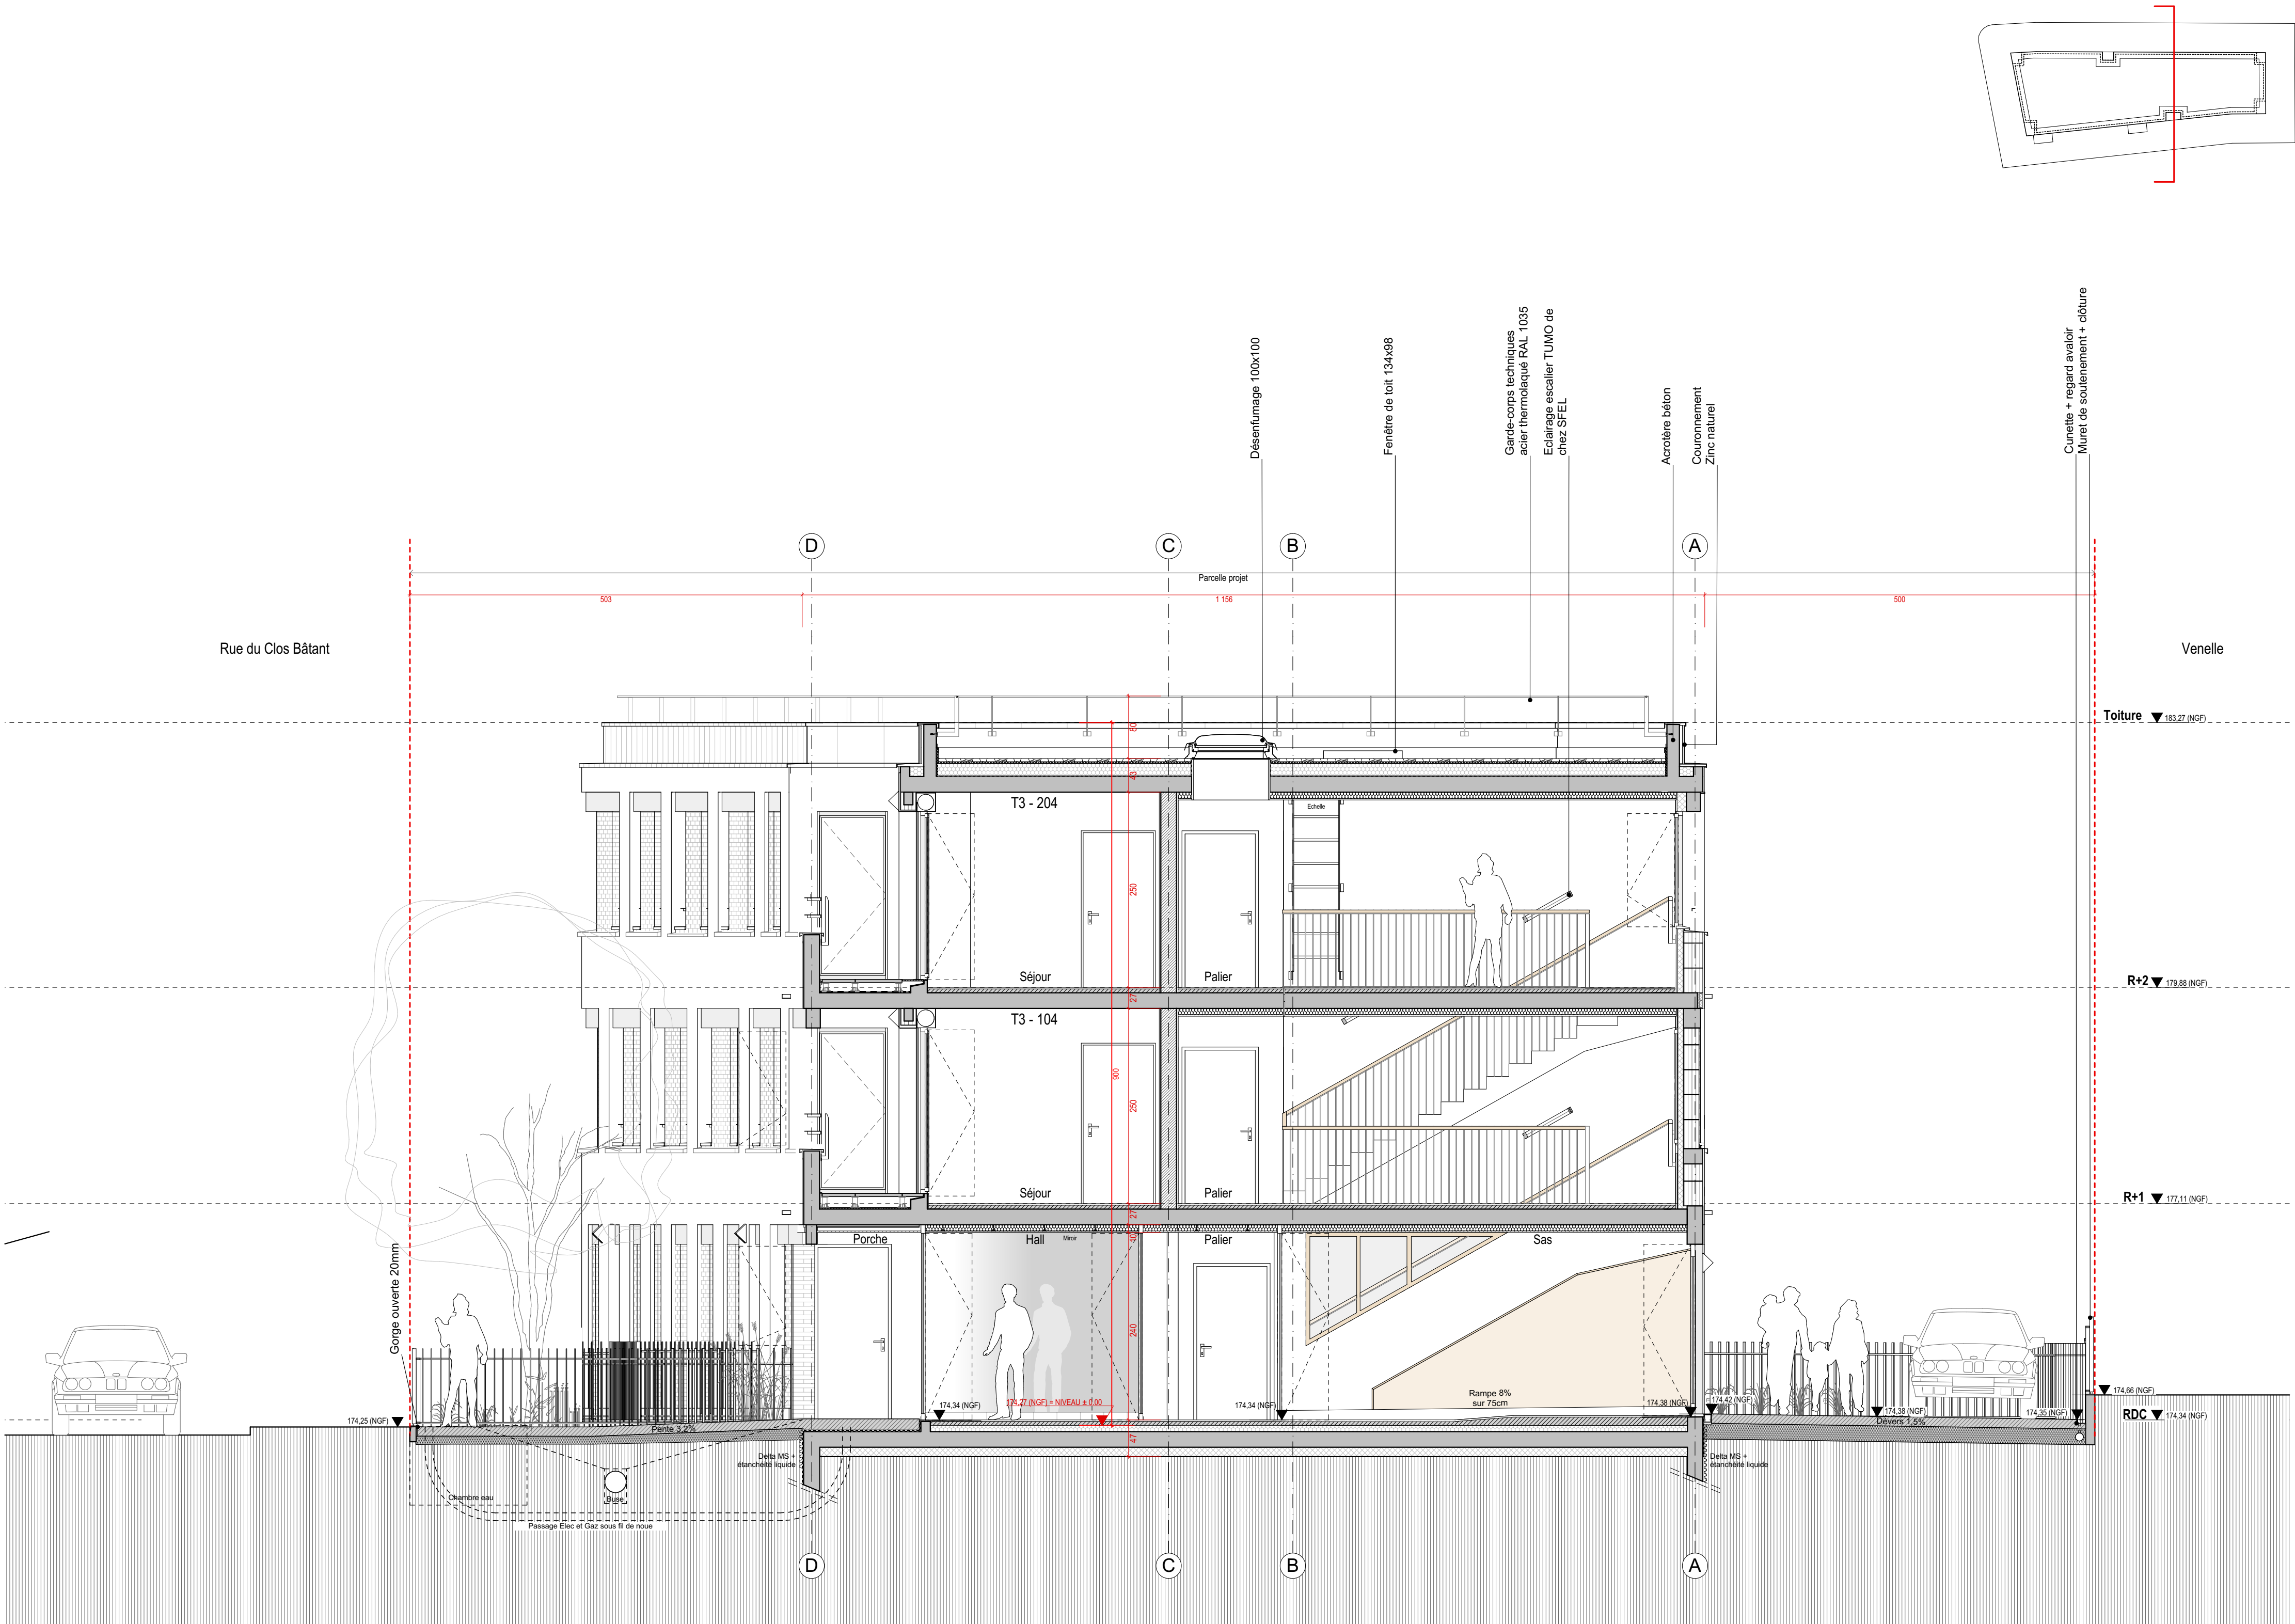 Désenfumage 100x100
Fenêtre de toit 134x98
Garde-corps techniques
acier thermolaqué RAL 1035
Eclairage escalier TUMO de
chez SFEL
Acrotère béton
Couronnement
Zinc naturel
Cunette + regard avaloir
Muret de soutenement + clôture
D
C
B
A
Parcelle projet
503
1 156
500
Rue du Clos Bâtant
Venelle
Toiture 183,27 (NGF)
80
43
T3 - 204
Echelle
250
Séjour
Palier
R+2 179,88 (NGF)
27
T3 - 104
900
250
Séjour
Palier
R+1 177,11 (NGF)
27
40
Porche
Hall
Miroir
Palier
Sas
Gorge ouverte 20mm
240
Rampe 8%
sur 75cm
174,27 (NGF) = NIVEAU ± 0.00
174,25 (NGF)
174,34 (NGF)
174,34 (NGF)
174,38 (NGF)
174,42 (NGF)
174,38 (NGF)
174,35 (NGF)
174,66 (NGF)
RDC 174,34 (NGF)
Pente 3,2%
Dévers 1,5%
47
Delta MS +
étanchéité liquide
Delta MS +
étanchéité liquide
Chambre eau
Buse
Passage Elec et Gaz sous fil de noue
D
C
B
A